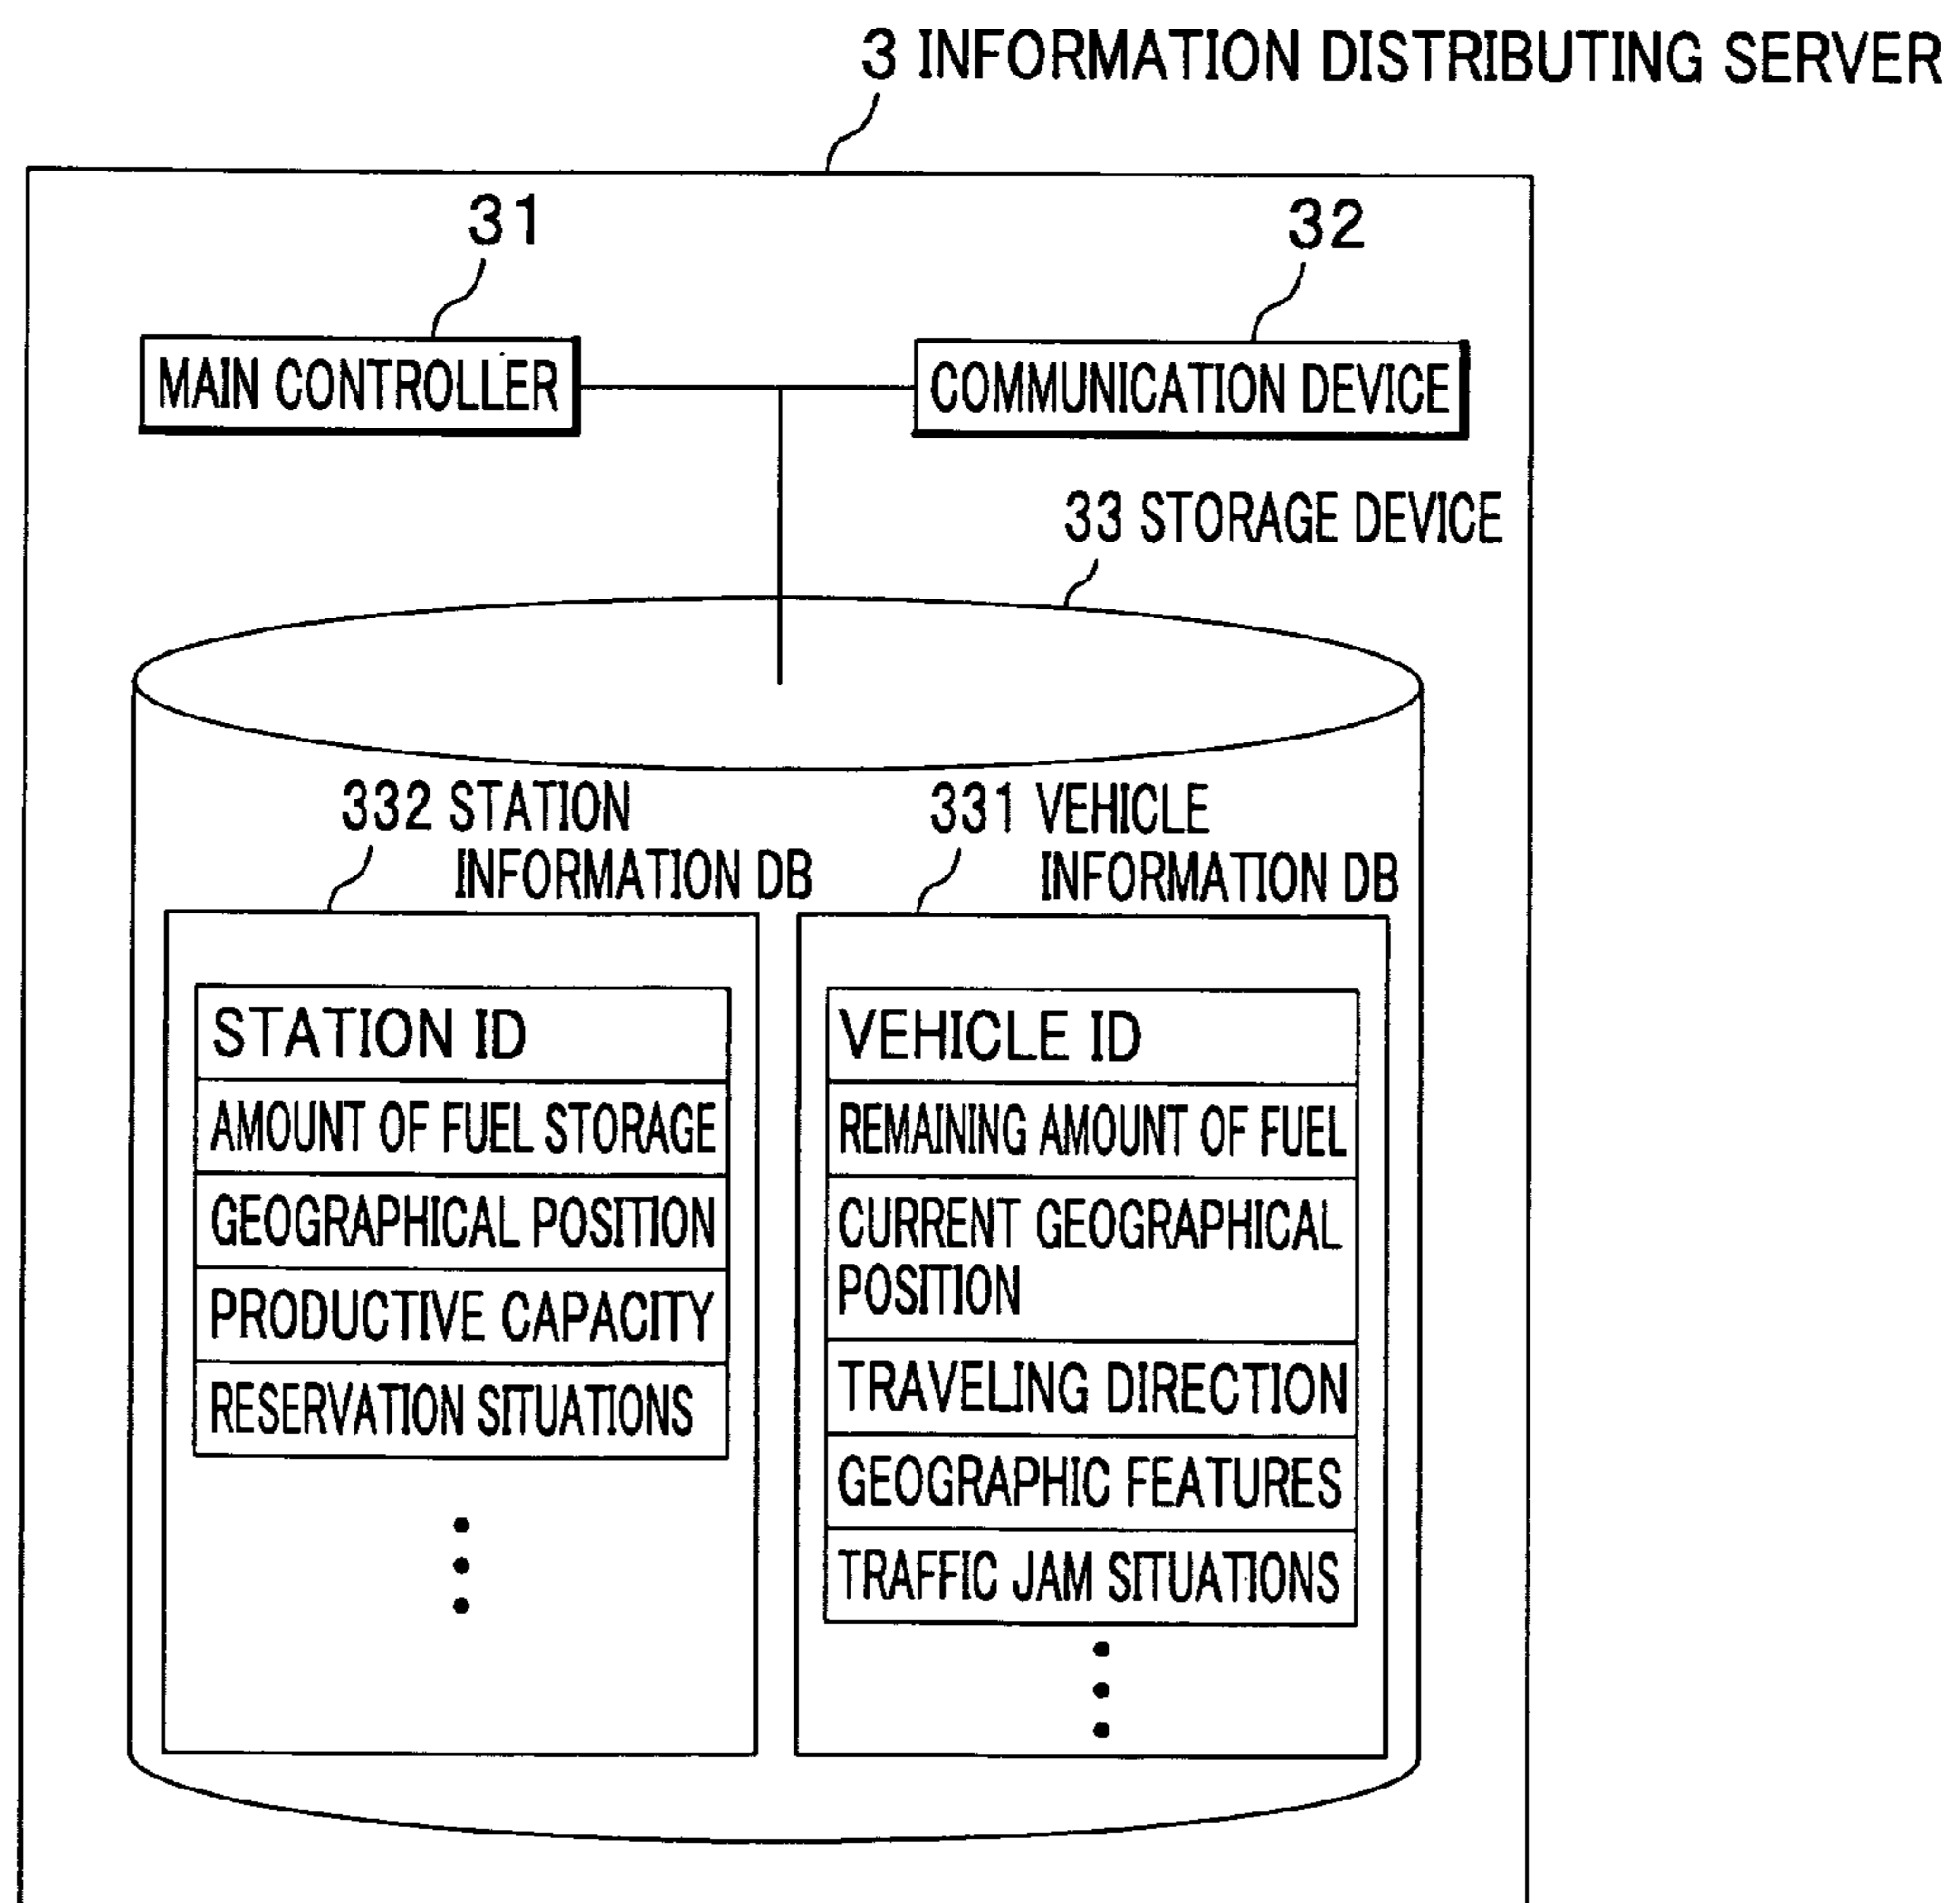 3 INFORMATION DISTRIBUTING SERVER
31
32
MAIN CONTROLLER
COMMUNICATION DEVICE
33 STORAGE DEVICE
332 STATION
INFORMATION DB
331 VEHICLE
INFORMATION DB
STATION ID
AMOUNT OF FUEL STORAGE
GEOGRAPHICAL POSITION
PRODUCTIVE CAPACITY
RESERVATION SITUATIONS
VEHICLE ID
REMAINING AMOUNT OF FUEL
CURRENT GEOGRAPHICAL
POSITION
TRAVELING DIRECTION
GEOGRAPHIC FEATURES
TRAFFIC JAM SITUATIONS